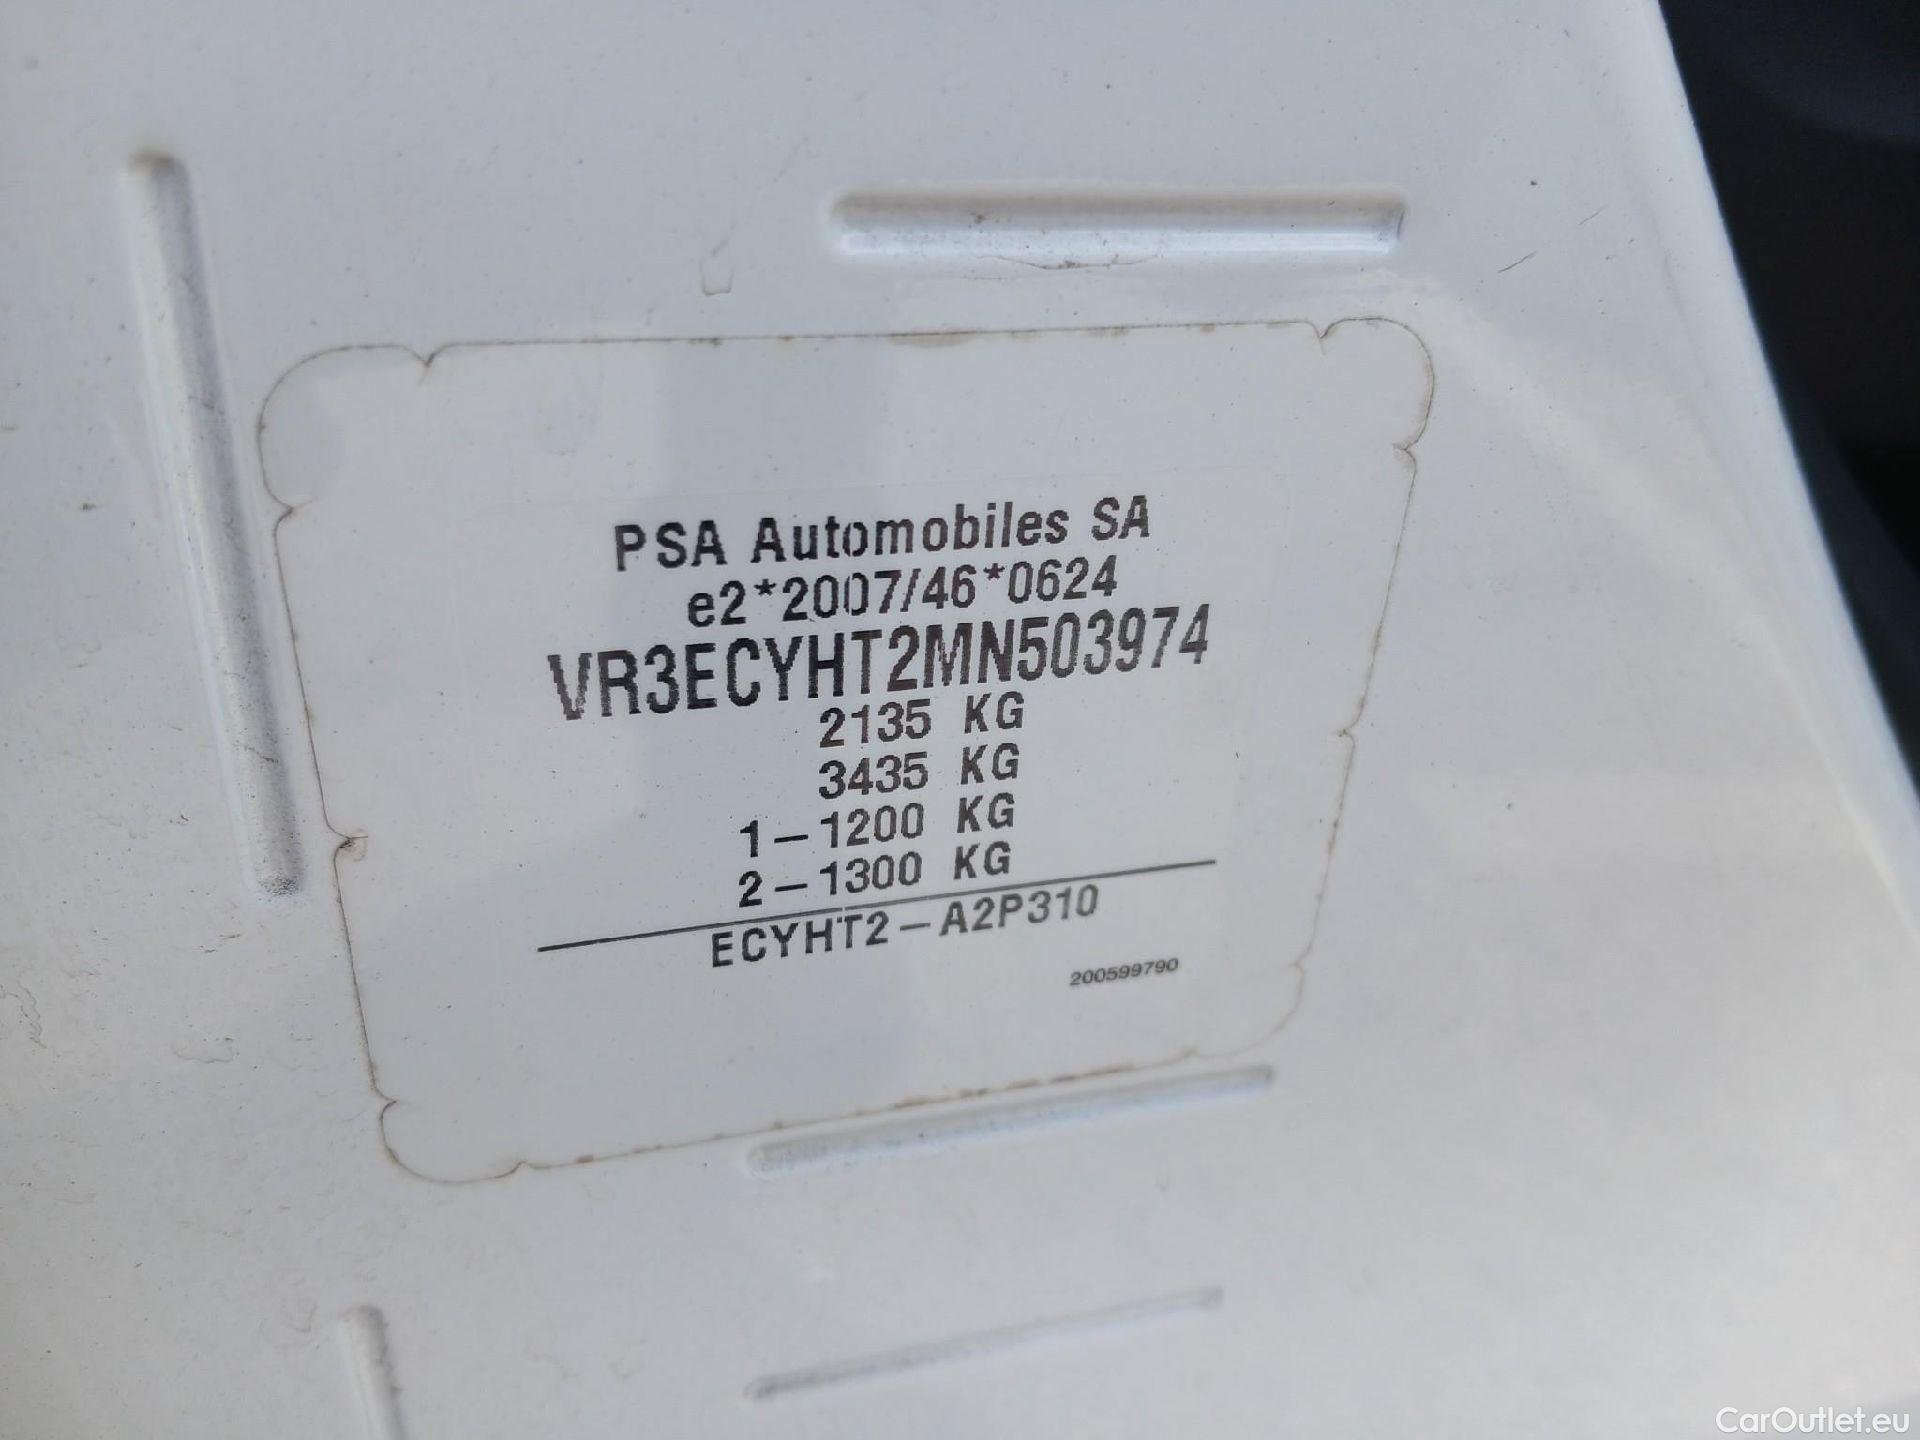 PSA Automobiles SA
e2*2007/46*0624
VR3ECYHT2MN503974
2135 KG
3435 KG
1-1200 KG
2-1300 KG
ECYHT2-A2P310
200599790
CarOutlet.eu